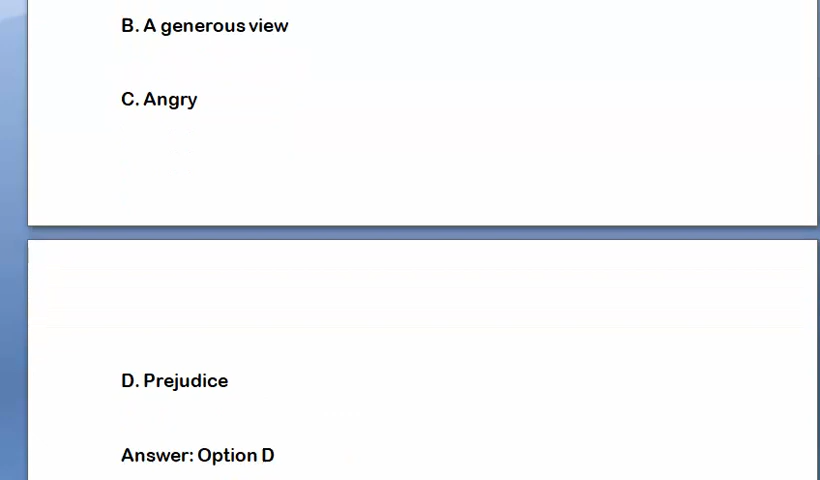 B. A generous view
C. Angry
D. Prejudice
Answer: Option D